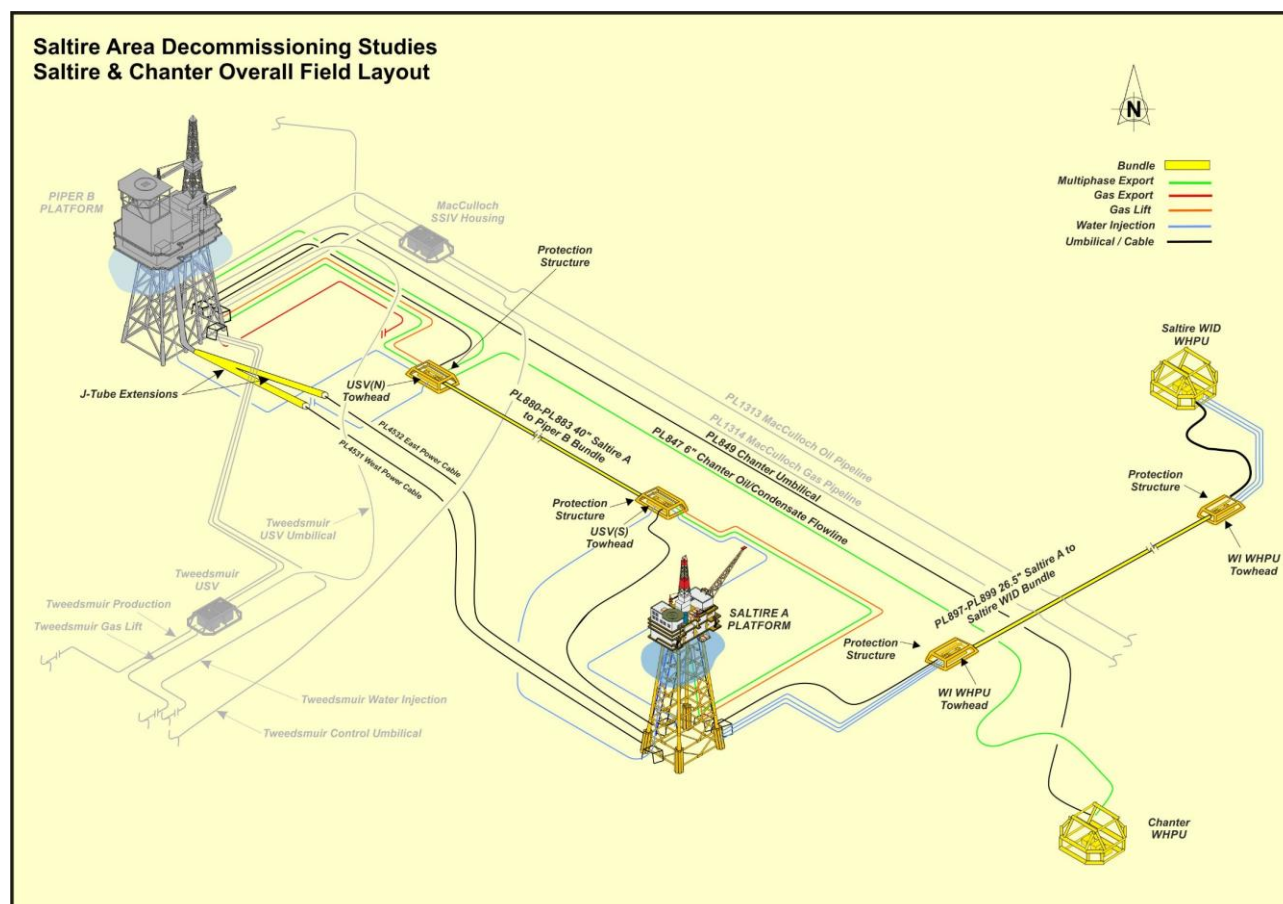 Saltire Area Decommissioning Studies
Saltire & Chanter Overall Field Layout
N
Bundle
Multiphase Export
Gas Export
Gas Lift
Water Injection
Umbilical / Cable
PIPER B
PLATFORM
MacCulloch
SSIV Housing
Protection
Structure
J-Tube Extensions
USV(N)
Towhead
PL880-PL883 40" Saltire A
to Piper B Bundle
PL1313 MacCulloch Oil Pipeline
PL1314 MacCulloch Gas Pipeline
PL849 Chanter Umbilical
PL847 6" Chanter Oil/Condensate Flowline
PL4532 East Power Cable
PL4531 West Power Cable
Saltire WID
WHPU
Protection
Structure
WI WHPU
Towhead
Protection
Structure
USV(S)
Towhead
Tweedsmuir
USV Umbilical
Tweedsmuir
USV
Tweedsmuir Production
Tweedsmuir Gas Lift
SALTIRE A
PLATFORM
PL897-PL899 26.5" Saltire A to
Saltire WID Bundle
Protection
Structure
WI WHPU
Towhead
Tweedsmuir Water Injection
Tweedsmuir Control Umbilical
Chanter
WHPU